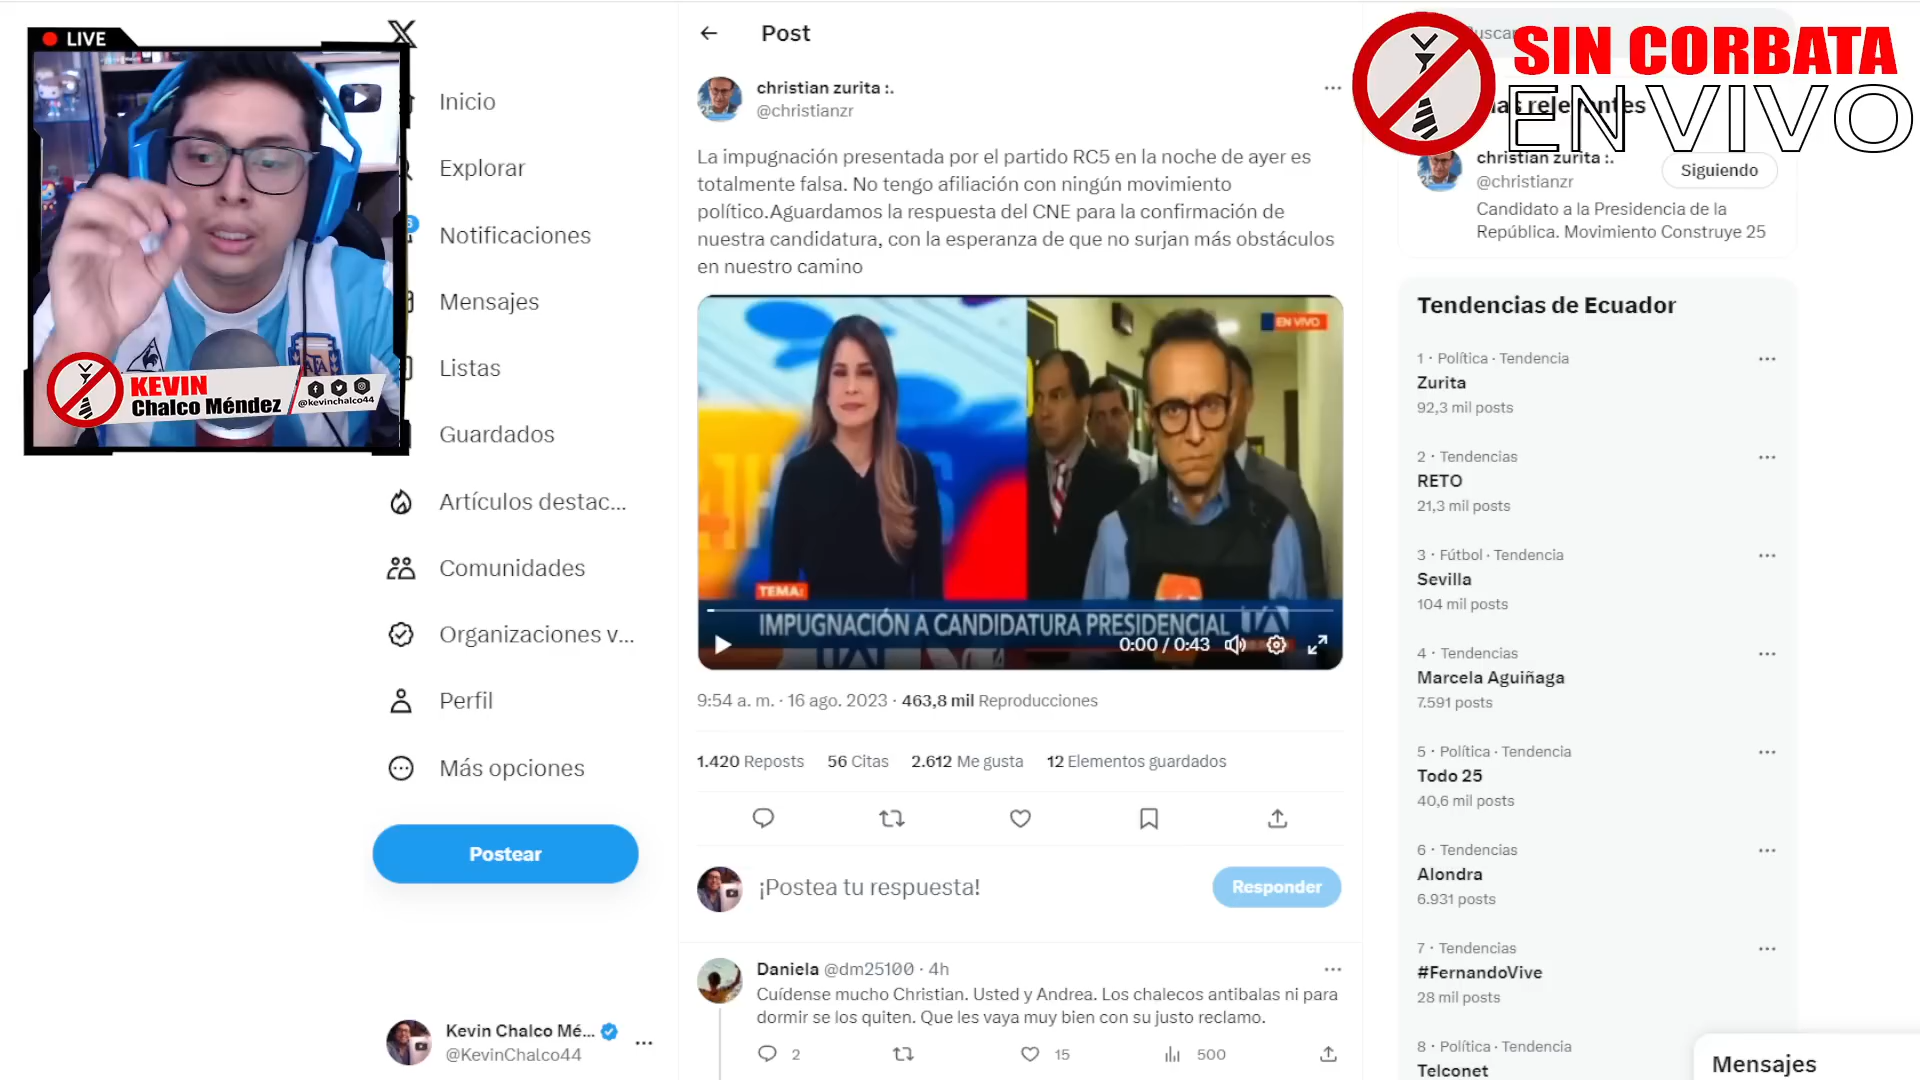 LIVE
KEVIN
Chalco Méndez
@kevinchalco44
Inicio
Explorar
Notificaciones
Mensajes
Listas
Guardados
Artículos destac...
Comunidades
Organizaciones v...
Perfil
Más opciones
Postear
Kevin Chalco Mé...
@KevinChalco44
Post
christian zurita :.
@christianzr
La impugnación presentada por el partido RC5 en la noche de ayer es
totalmente falsa. No tengo afiliación con ningún movimiento
político.Aguardamos la respuesta del CNE para la confirmación de
nuestra candidatura, con la esperanza de que no surjan más obstáculos
en nuestro camino
EN VIVO
TEMA:
IMPUGNACIÓN A CANDIDATURA PRESIDENCIAL
0:00 / 0:43
9:54 a. m. · 16 ago. 2023 · 463,8 mil Reproducciones
1.420 Reposts 56 Citas 2.612 Me gusta 12 Elementos guardados
¡Postea tu respuesta!
Responder
Daniela @dm25100 · 4h
Cuídense mucho Christian. Usted y Andrea. Los chalecos antibalas ni para
dormir se los quiten. Que les vaya muy bien con su justo reclamo.
2 15 500
SIN CORBATA
EN VIVO
relevantes
christian zurita :.
@christianzr
Siguiendo
Candidato a la Presidencia de la
República. Movimiento Construye 25
Tendencias de Ecuador
1 · Política · Tendencia
Zurita
92,3 mil posts
2 · Tendencias
RETO
21,3 mil posts
3 · Fútbol · Tendencia
Sevilla
104 mil posts
4 · Tendencias
Marcela Aguiñaga
7.591 posts
5 · Política · Tendencia
Todo 25
40,6 mil posts
6 · Tendencias
Alondra
6.931 posts
7 · Tendencias
#FernandoVive
28 mil posts
8 · Política · Tendencia
Telconet
Mensajes